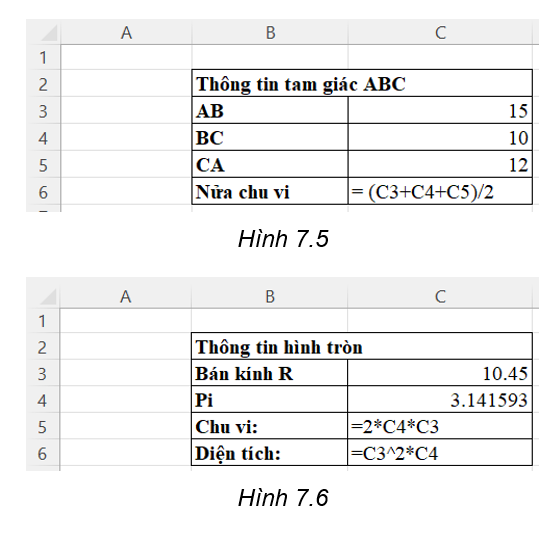 A B C
1
2 Thông tin tam giác ABC
3 AB 15
4 BC 10
5 CA 12
6 Nửa chu vi = (C3+C4+C5)/2
Hình 7.5
A B C
1
2 Thông tin hình tròn
3 Bán kính R 10.45
4 Pi 3.141593
5 Chu vi: =2*C4*C3
6 Diện tích: =C3^2*C4
Hình 7.6